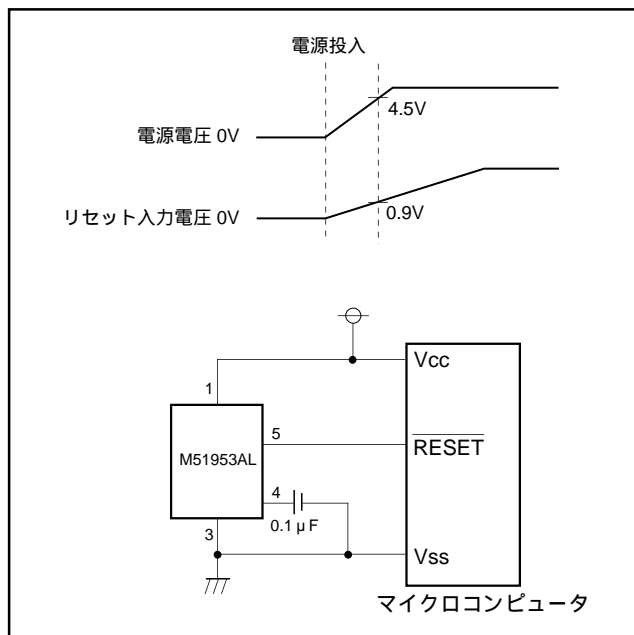 電源投入
4.5V
電源電圧 0V
リセット入力電圧 0V
0.9V
Vcc
1
5
RESET
M51953AL
4
0.1 μ F
3
Vss
マイクロコンピュータ